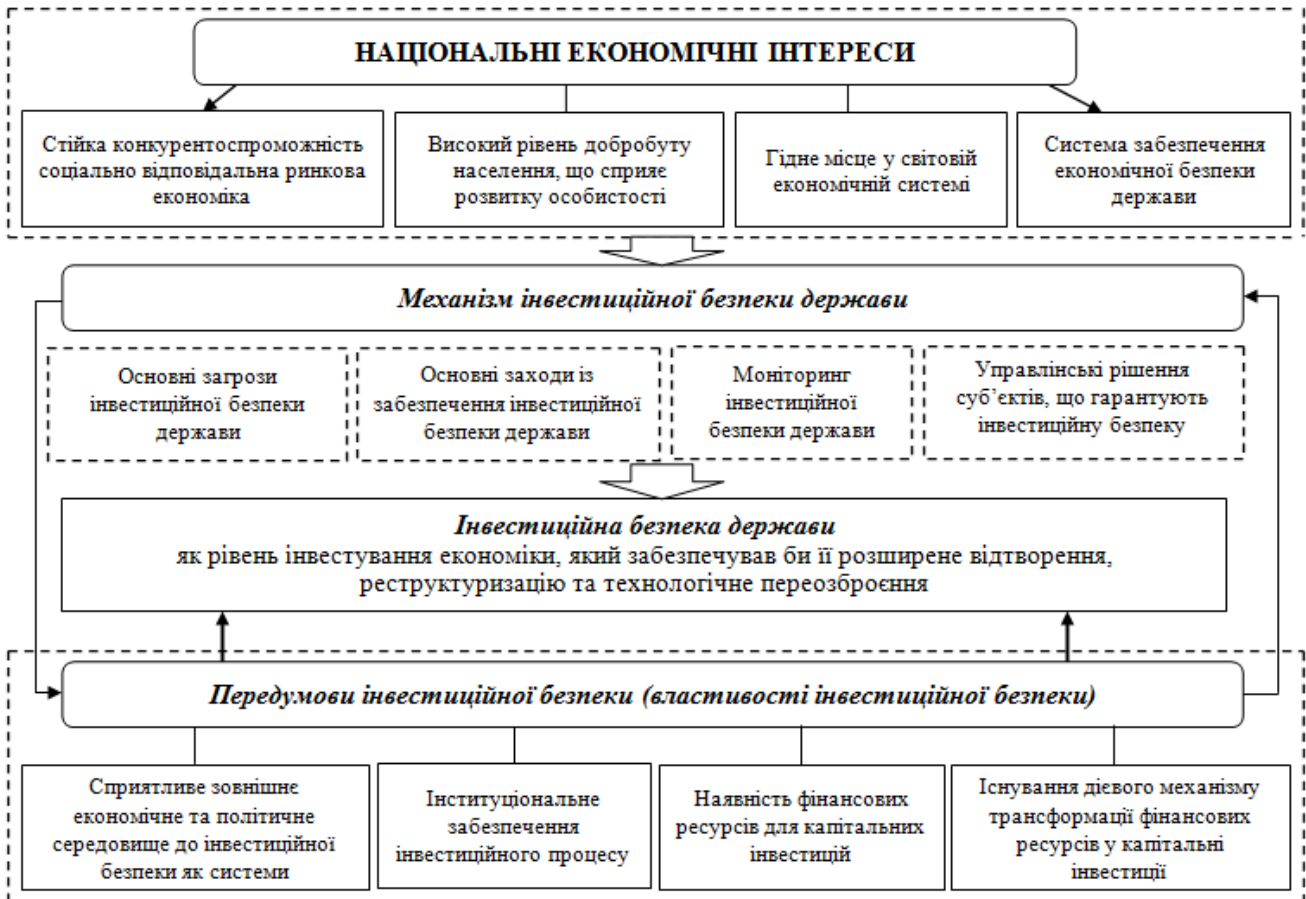 НАЦІОНАЛЬНІ ЕКОНОМІЧНІ ІНТЕРЕСИ
Стійка конкурентоспроможність
соціально відповідальна ринкова
економіка
Високий рівень добробуту
населення, що сприяє
розвитку особистості
Гідне місце у світовій
економічній системі
Система забезпечення
економічної безпеки
держави
Механізм інвестиційної безпеки держави
Основні загрози
інвестиційної безпеки
держави
Основні заходи із
забезпечення інвестиційної
безпеки держави
Моніторинг
інвестиційної
безпеки держави
Управлінські рішення
суб’єктів, що гарантують
інвестиційну безпеку
Інвестиційна безпека держави
як рівень інвестування економіки, який забезпечував би її розширене відтворення,
реструктуризацію та технологічне переозброєння
Передумови інвестиційної безпеки (властивості інвестиційної безпеки)
Сприятливе зовнішнє
економічне та політичне
середовище до інвестиційної
безпеки як системи
Інституціональне
забезпечення
інвестиційного процесу
Наявність фінансових
ресурсів для капітальних
інвестицій
Існування дієвого механізму
трансформації фінансових
ресурсів у капітальні
інвестиції